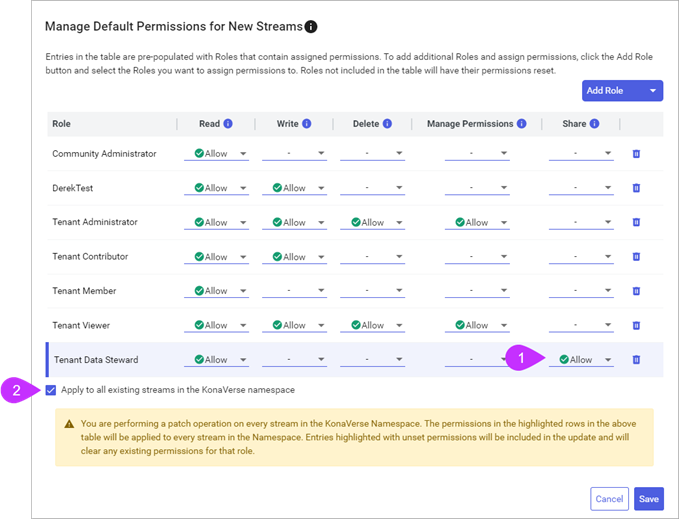 Manage Default Permissions for New Streams
Entries in the table are pre-populated with Roles that contain assigned permissions. To add additional Roles and assign permissions, click the Add Role
button and select the Roles you want to assign permissions to. Roles not included in the table will have their permissions reset.
Add Role
Role Read Write Delete Manage Permissions Share
Community Administrator Allow - - - -
DerekTest Allow Allow - - -
Tenant Administrator Allow Allow Allow Allow -
Tenant Contributor Allow Allow - - -
Tenant Member Allow - - - -
Tenant Viewer Allow Allow Allow Allow -
Tenant Data Steward Allow - - - 1 Allow
2 Apply to all existing streams in the KonaVerse namespace
You are performing a patch operation on every stream in the KonaVerse Namespace. The permissions in the highlighted rows in the above
table will be applied to every stream in the Namespace. Entries highlighted with unset permissions will be included in the update and will
clear any existing permissions for that role.
Cancel Save